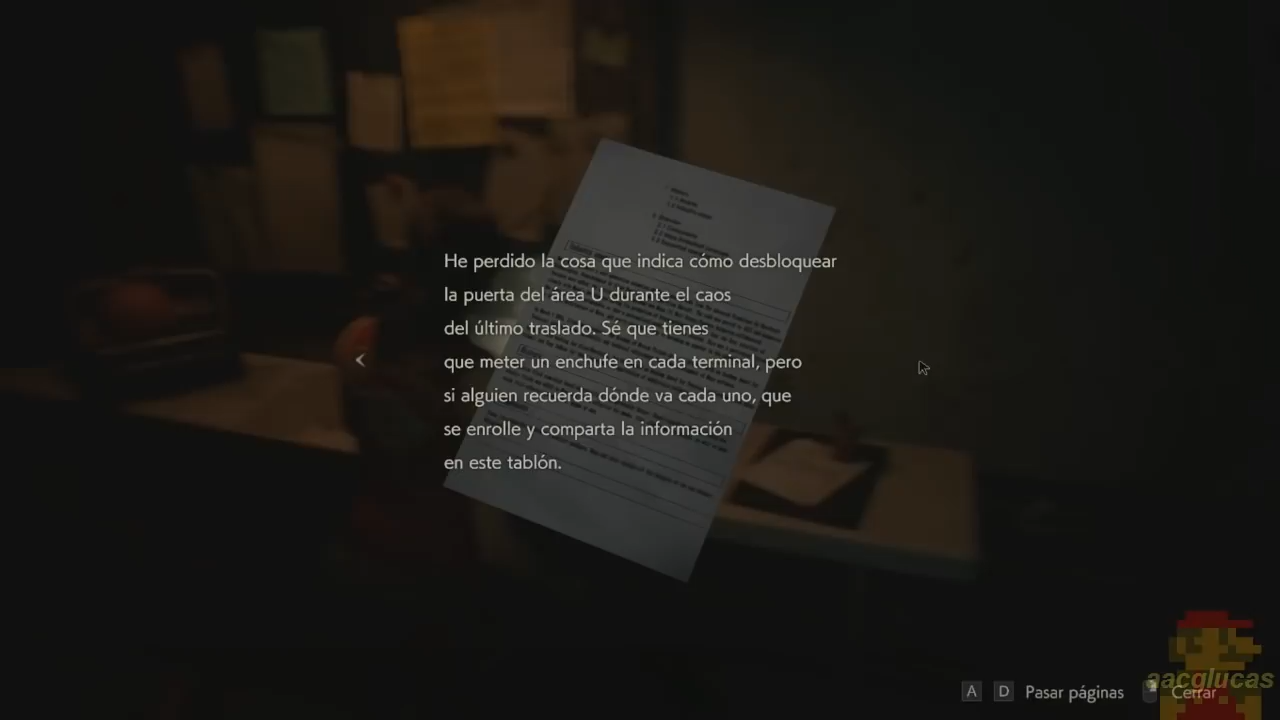 He perdido la cosa que indica cómo desbloquear
la puerta del área U durante el caos
del último traslado. Sé que tienes
que meter un enchufe en cada terminal, pero
si alguien recuerda dónde va cada uno, que
se enrolle y comparta la información
en este tablón.
A D Pasar páginas Cerrar
aacglucas